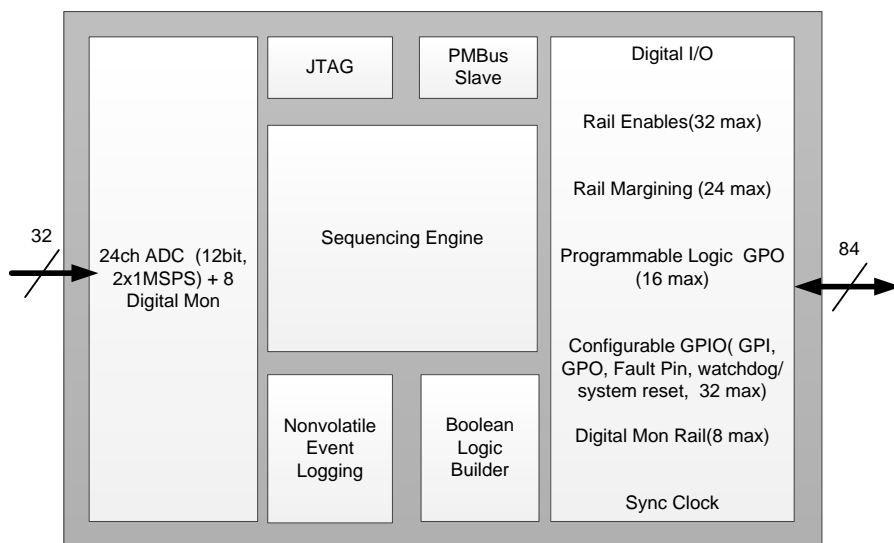 32
24ch ADC (12bit,
2x1MSPS) + 8
Digital Mon
JTAG
PMBus
Slave
Sequencing Engine
Nonvolatile
Event
Logging
Boolean
Logic
Builder
Digital I/O
Rail Enables(32 max)
Rail Margining (24 max)
Programmable Logic GPO
(16 max)
Configurable GPIO( GPI,
GPO, Fault Pin, watchdog/
system reset, 32 max)
Digital Mon Rail(8 max)
Sync Clock
84